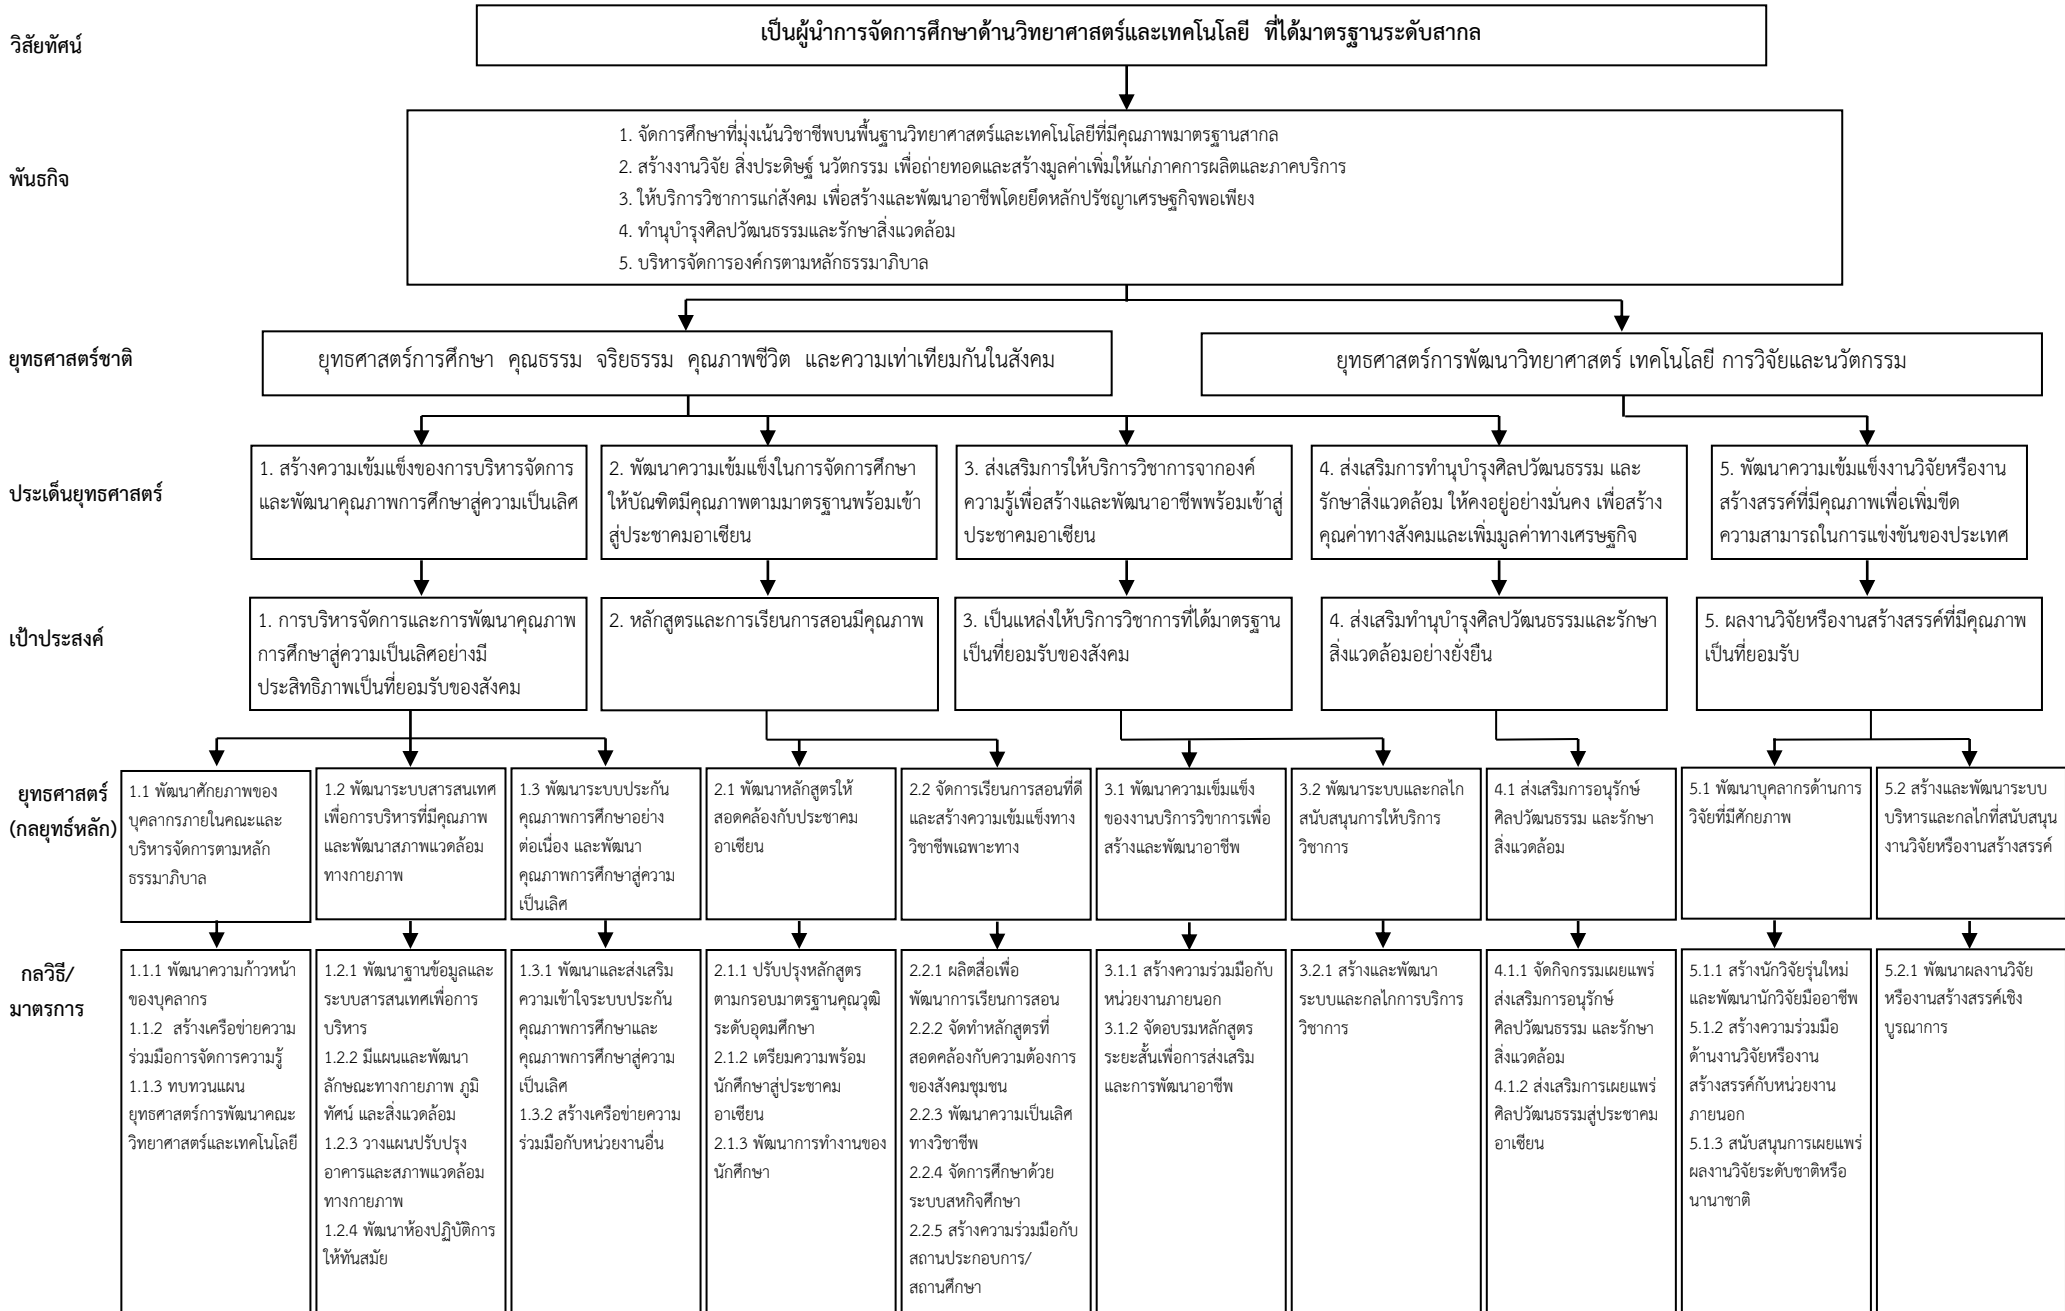 วิสัยทัศน์
เป็นผู้นำการจัดการศึกษาด้านวิทยาศาสตร์และเทคโนโลยี ที่ได้มาตรฐานระดับสากล
พันธกิจ
1. จัดการศึกษาที่มุ่งเน้นวิชาชีพบนพื้นฐานวิทยาศาสตร์และเทคโนโลยีที่มีคุณภาพมาตรฐานสากล
2. สร้างงานวิจัย สิ่งประดิษฐ์ นวัตกรรม เพื่อถ่ายทอดและสร้างมูลค่าเพิ่มให้แก่ภาคการผลิตและภาคบริการ
3. ให้บริการวิชาการแก่สังคม เพื่อสร้างและพัฒนาอาชีพโดยยึดหลักปรัชญาเศรษฐกิจพอเพียง
4. ทำนุบำรุงศิลปวัฒนธรรมและรักษาสิ่งแวดล้อม
5. บริหารจัดการองค์กรตามหลักธรรมาภิบาล
ยุทธศาสตร์ชาติ
ยุทธศาสตร์การศึกษา คุณธรรม จริยธรรม คุณภาพชีวิต และความเท่าเทียมกันในสังคม
ยุทธศาสตร์การพัฒนาวิทยาศาสตร์ เทคโนโลยี การวิจัยและนวัตกรรม
ประเด็นยุทธศาสตร์
1. สร้างความเข้มแข็งของการบริหารจัดการ
และพัฒนาคุณภาพการศึกษาสู่ความเป็นเลิศ
2. พัฒนาความเข้มแข็งในการจัดการศึกษา
ให้บัณฑิตมีคุณภาพตามมาตรฐานพร้อมเข้า
สู่ประชาคมอาเซียน
3. ส่งเสริมการให้บริการวิชาการจากองค์
ความรู้เพื่อสร้างและพัฒนาอาชีพพร้อมเข้าสู่
ประชาคมอาเซียน
4. ส่งเสริมการทำนุบำรุงศิลปวัฒนธรรม และ
รักษาสิ่งแวดล้อม ให้คงอยู่อย่างมั่นคง เพื่อสร้าง
คุณค่าทางสังคมและเพิ่มมูลค่าทางเศรษฐกิจ
5. พัฒนาความเข้มแข็งงานวิจัยหรืองาน
สร้างสรรค์ที่มีคุณภาพเพื่อเพิ่มขีด
ความสามารถในการแข่งขันของประเทศ
เป้าประสงค์
1. การบริหารจัดการและการพัฒนาคุณภาพ
การศึกษาสู่ความเป็นเลิศอย่างมี
ประสิทธิภาพเป็นที่ยอมรับของสังคม
2. หลักสูตรและการเรียนการสอนมีคุณภาพ
3. เป็นแหล่งให้บริการวิชาการที่ได้มาตรฐาน
เป็นที่ยอมรับของสังคม
4. ส่งเสริมทำนุบำรุงศิลปวัฒนธรรมและรักษา
สิ่งแวดล้อมอย่างยั่งยืน
5. ผลงานวิจัยหรืองานสร้างสรรค์ที่มีคุณภาพ
เป็นที่ยอมรับ
ยุทธศาสตร์
(กลยุทธ์หลัก)
1.1 พัฒนาศักยภาพของ
บุคลากรภายในคณะและ
บริหารจัดการตามหลัก
ธรรมาภิบาล
1.2 พัฒนาระบบสารสนเทศ
เพื่อการบริหารที่มีคุณภาพ
และพัฒนาสภาพแวดล้อม
ทางกายภาพ
1.3 พัฒนาระบบประกัน
คุณภาพการศึกษาอย่าง
ต่อเนื่อง และพัฒนา
คุณภาพการศึกษาสู่ความ
เป็นเลิศ
2.1 พัฒนาหลักสูตรให้
สอดคล้องกับประชาคม
อาเซียน
2.2 จัดการเรียนการสอนที่ดี
และสร้างความเข้มแข็งทาง
วิชาชีพเฉพาะทาง
3.1 พัฒนาความเข็มแข็ง
ของงานบริการวิขาการเพื่อ
สร้างและพัฒนาอาชีพ
3.2 พัฒนาระบบและกลไก
สนับสนุนการให้บริการ
วิชาการ
4.1 ส่งเสริมการอนุรักษ์
ศิลปวัฒนธรรม และรักษา
สิ่งแวดล้อม
5.1 พัฒนาบุคลากรด้านการ
วิจัยที่มีศักยภาพ
5.2 สร้างและพัฒนาระบบ
บริหารและกลไกที่สนับสนุน
งานวิจัยหรืองานสร้างสรรค์
กลวิธี/
มาตรการ
1.1.1 พัฒนาความก้าวหน้า
ของบุคลากร
1.1.2 สร้างเครือข่ายความ
ร่วมมือการจัดการความรู้
1.1.3 ทบทวนแผน
ยุทธศาสตร์การพัฒนาคณะ
วิทยาศาสตร์และเทคโนโลยี
1.2.1 พัฒนาฐานข้อมูลและ
ระบบสารสนเทศเพื่อการ
บริหาร
1.2.2 มีแผนและพัฒนา
ลักษณะทางกายภาพ ภูมิ
ทัศน์ และสิ่งแวดล้อม
1.2.3 วางแผนปรับปรุง
อาคารและสภาพแวดล้อม
ทางกายภาพ
1.2.4 พัฒนาห้องปฏิบัติการ
ให้ทันสมัย
1.3.1 พัฒนาและส่งเสริม
ความเข้าใจระบบประกัน
คุณภาพการศึกษาและ
คุณภาพการศึกษาสู่ความ
เป็นเลิศ
1.3.2 สร้างเครือข่ายความ
ร่วมมือกับหน่วยงานอื่น
2.1.1 ปรับปรุงหลักสูตร
ตามกรอบมาตรฐานคุณวุฒิ
ระดับอุดมศึกษา
2.1.2 เตรียมความพร้อม
นักศึกษาสู่ประชาคม
อาเซียน
2.1.3 พัฒนาการทำงานของ
นักศึกษา
2.2.1 ผลิตสื่อเพื่อ
พัฒนาการเรียนการสอน
2.2.2 จัดทำหลักสูตรที่
สอดคล้องกับความต้องการ
ของสังคมชุมชน
2.2.3 พัฒนาความเป็นเลิศ
ทางวิชาชีพ
2.2.4 จัดการศึกษาด้วย
ระบบสหกิจศึกษา
2.2.5 สร้างความร่วมมือกับ
สถานประกอบการ/
สถานศึกษา
3.1.1 สร้างความร่วมมือกับ
หน่วยงานภายนอก
3.1.2 จัดอบรมหลักสูตร
ระยะสั้นเพื่อการส่งเสริม
และการพัฒนาอาชีพ
3.2.1 สร้างและพัฒนา
ระบบและกลไกการบริการ
วิชาการ
4.1.1 จัดกิจกรรมเผยแพร่
ส่งเสริมการอนุรักษ์
ศิลปวัฒนธรรม และรักษา
สิ่งแวดล้อม
4.1.2 ส่งเสริมการเผยแพร่
ศิลปวัฒนธรรมสู่ประชาคม
อาเซียน
5.1.1 สร้างนักวิจัยรุ่นใหม่
และพัฒนานักวิจัยมืออาชีพ
5.1.2 สร้างความร่วมมือ
ด้านงานวิจัยหรืองาน
สร้างสรรค์กับหน่วยงาน
ภายนอก
5.1.3 สนับสนุนการเผยแพร่
ผลงานวิจัยระดับชาติหรือ
นานาชาติ
5.2.1 พัฒนาผลงานวิจัย
หรืองานสร้างสรรค์เชิง
บูรณาการ